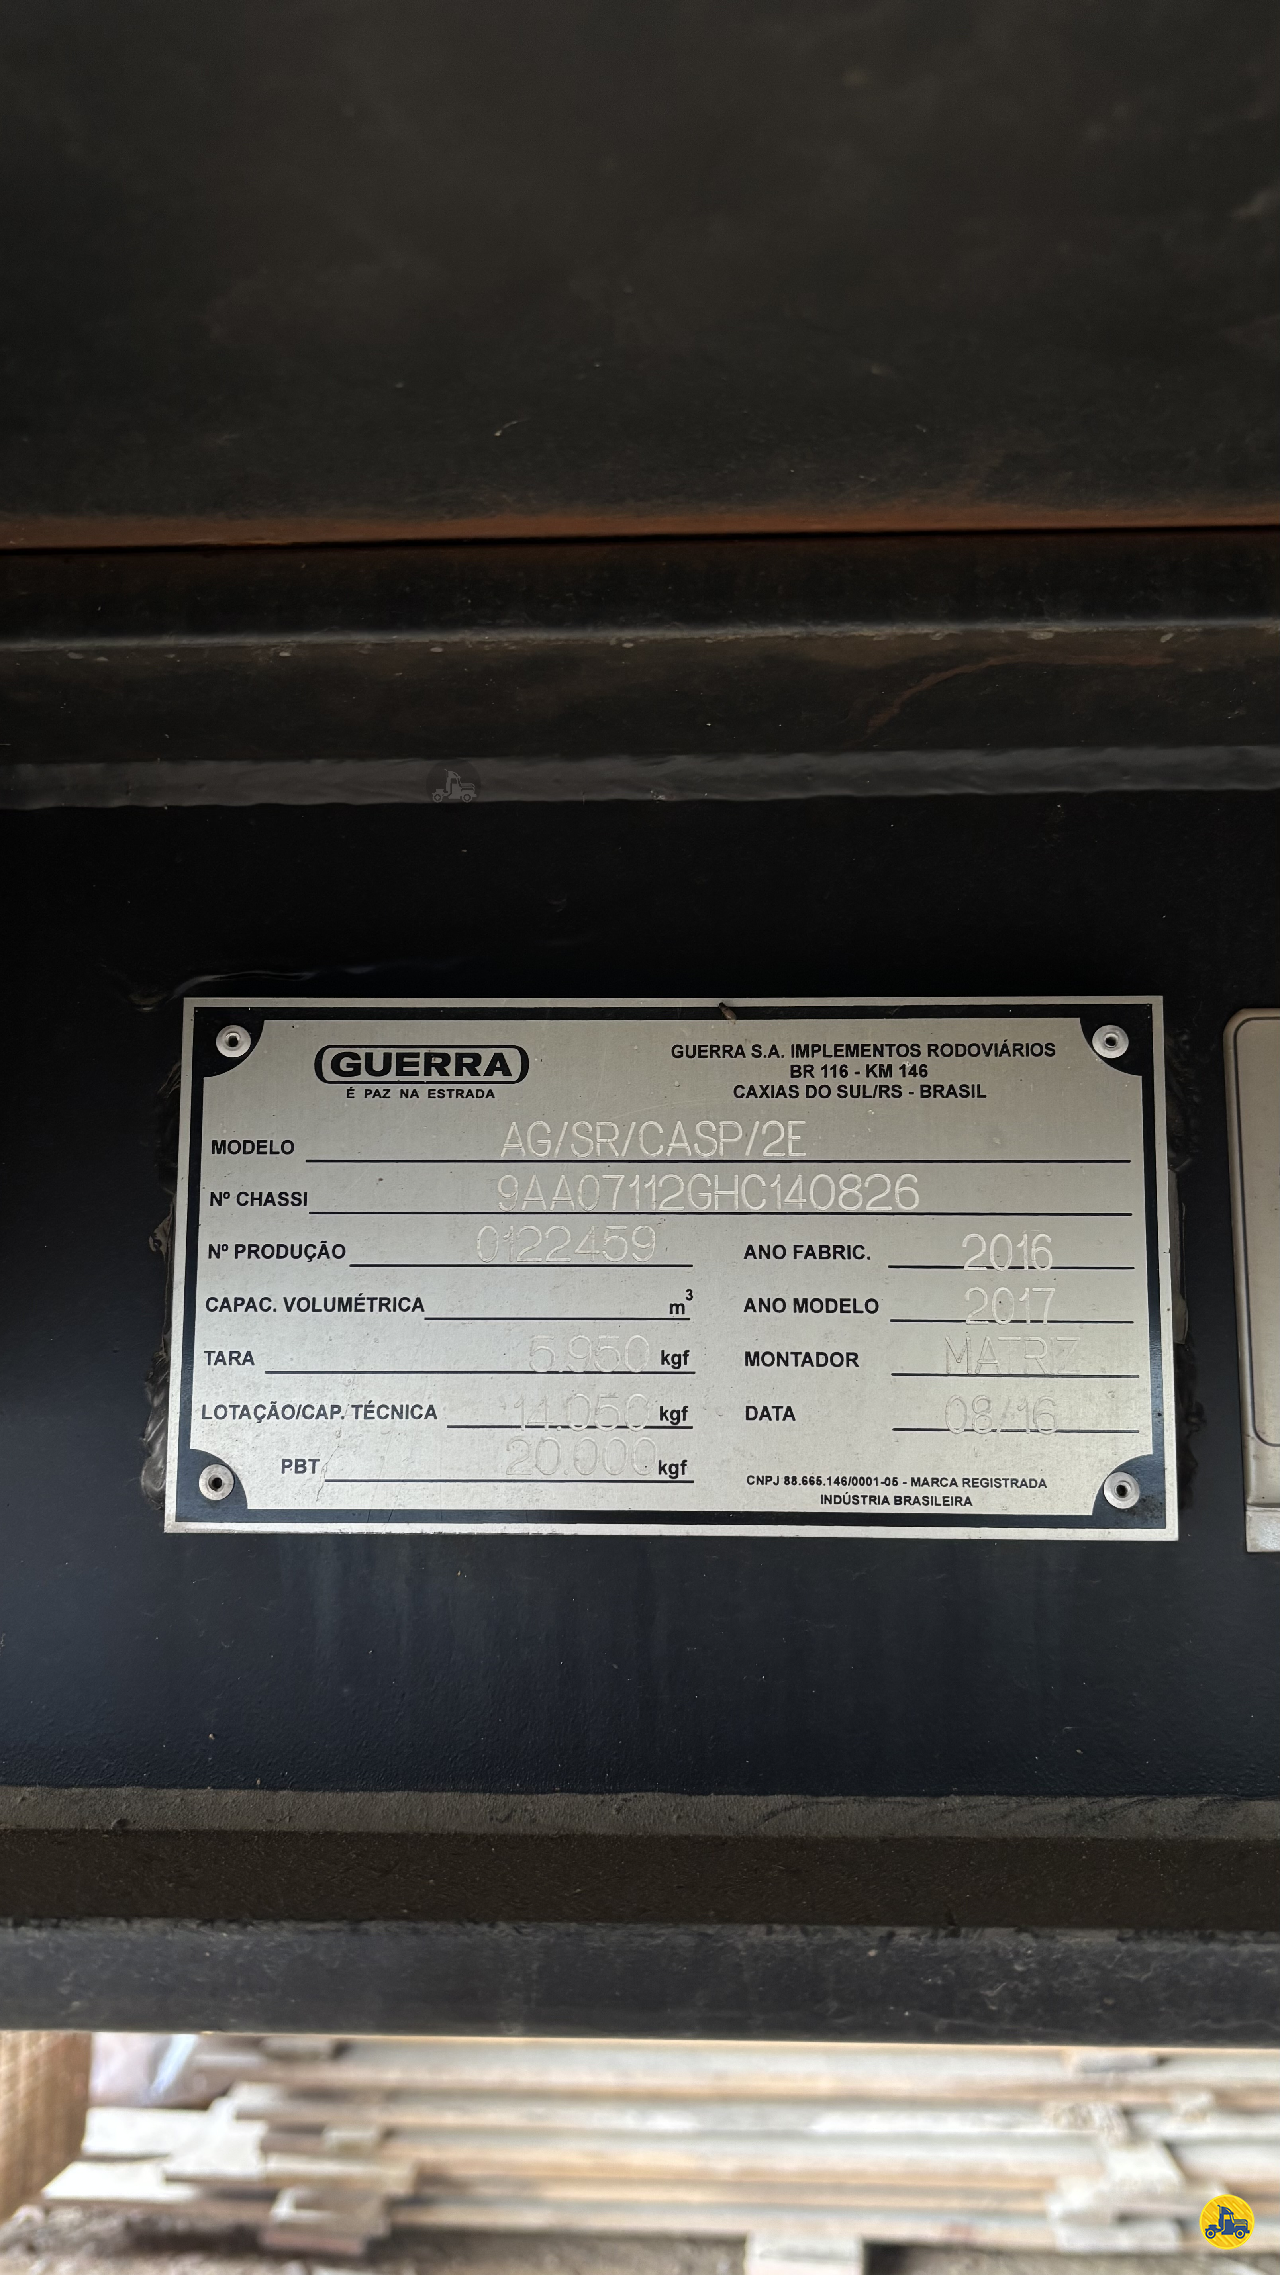 GUERRA
É PAZ NA ESTRADA
GUERRA S.A. IMPLEMENTOS RODOVIÁRIOS
BR 116 - KM 146
CAXIAS DO SUL/RS - BRASIL
MODELO AG/SR/CASP/2E
Nº CHASSI 9AA07112GHC140826
Nº PRODUÇÃO 0122459 ANO FABRIC. 2016
CAPAC. VOLUMÉTRICA m³ ANO MODELO 2017
TARA 5.950 kgf MONTADOR MATRIZ
LOTAÇÃO/CAP. TÉCNICA 14.050 kgf DATA 08/16
PBT 20.000 kgf
CNPJ 88.665.146/0001-05 - MARCA REGISTRADA
INDÚSTRIA BRASILEIRA